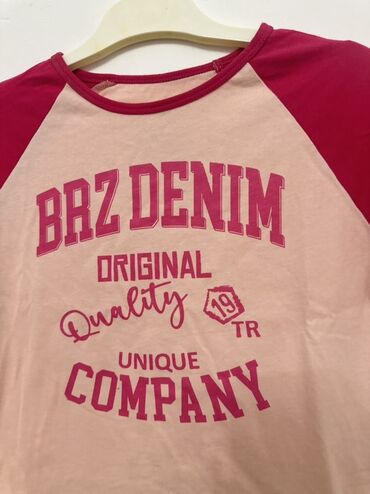 BRZ DENIM
ORIGINAL
Quality 19 TR
UNIQUE
COMPANY